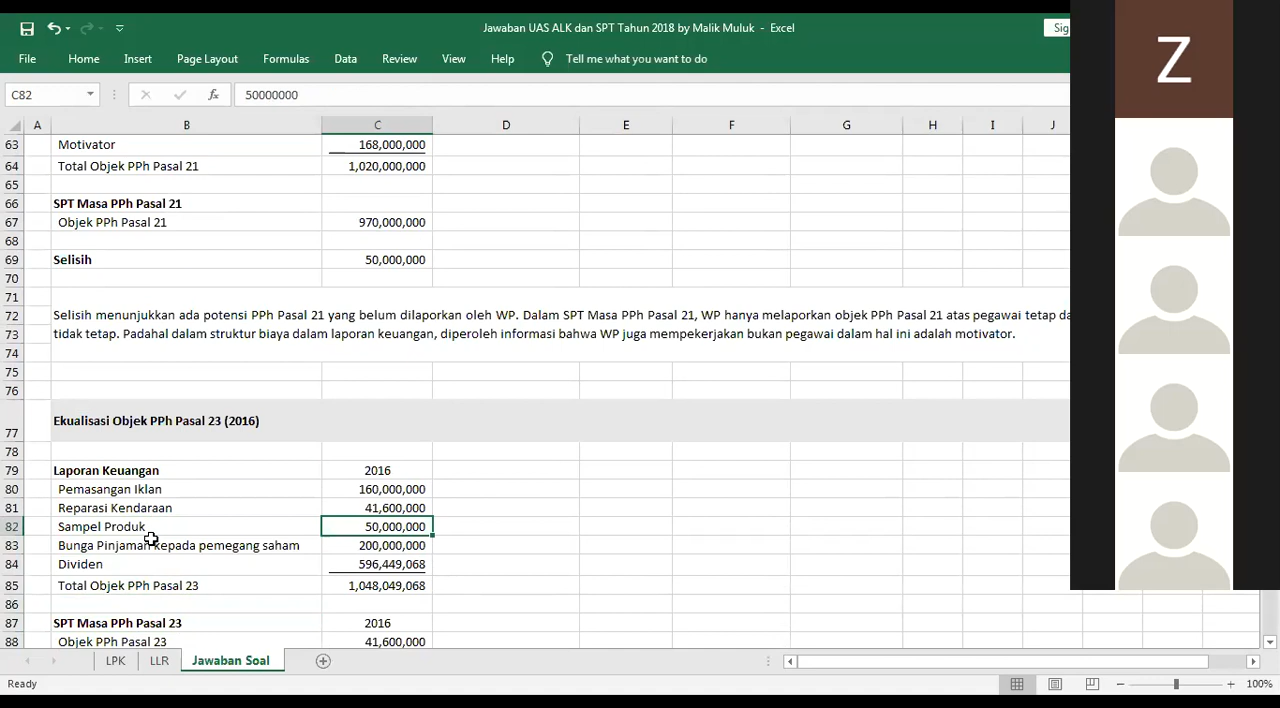 Jawaban UAS ALK dan SPT Tahun 2018 by Malik Muluk - Excel
Sig
File Home Insert Page Layout Formulas Data Review View Help Tell me what you want to do
C82 fx 50000000
A B C D E F G H I J
63 Motivator 168,000,000
64 Total Objek PPh Pasal 21 1,020,000,000
65
66 SPT Masa PPh Pasal 21
67 Objek PPh Pasal 21 970,000,000
68
69 Selisih 50,000,000
70
71
72 Selisih menunjukkan ada potensi PPh Pasal 21 yang belum dilaporkan oleh WP. Dalam SPT Masa PPh Pasal 21, WP hanya melaporkan objek PPh Pasal 21 atas pegawai tetap da
73 tidak tetap. Padahal dalam struktur biaya dalam laporan keuangan, diperoleh informasi bahwa WP juga mempekerjakan bukan pegawai dalam hal ini adalah motivator.
74
75
76
77 Ekualisasi Objek PPh Pasal 23 (2016)
78
79 Laporan Keuangan 2016
80 Pemasangan Iklan 160,000,000
81 Reparasi Kendaraan 41,600,000
82 Sampel Produk 50,000,000
83 Bunga Pinjaman kepada pemegang saham 200,000,000
84 Dividen 596,449,068
85 Total Objek PPh Pasal 23 1,048,049,068
86
87 SPT Masa PPh Pasal 23 2016
88 Objek PPh Pasal 23 41,600,000
LPK LLR Jawaban Soal
Ready 100%
Z